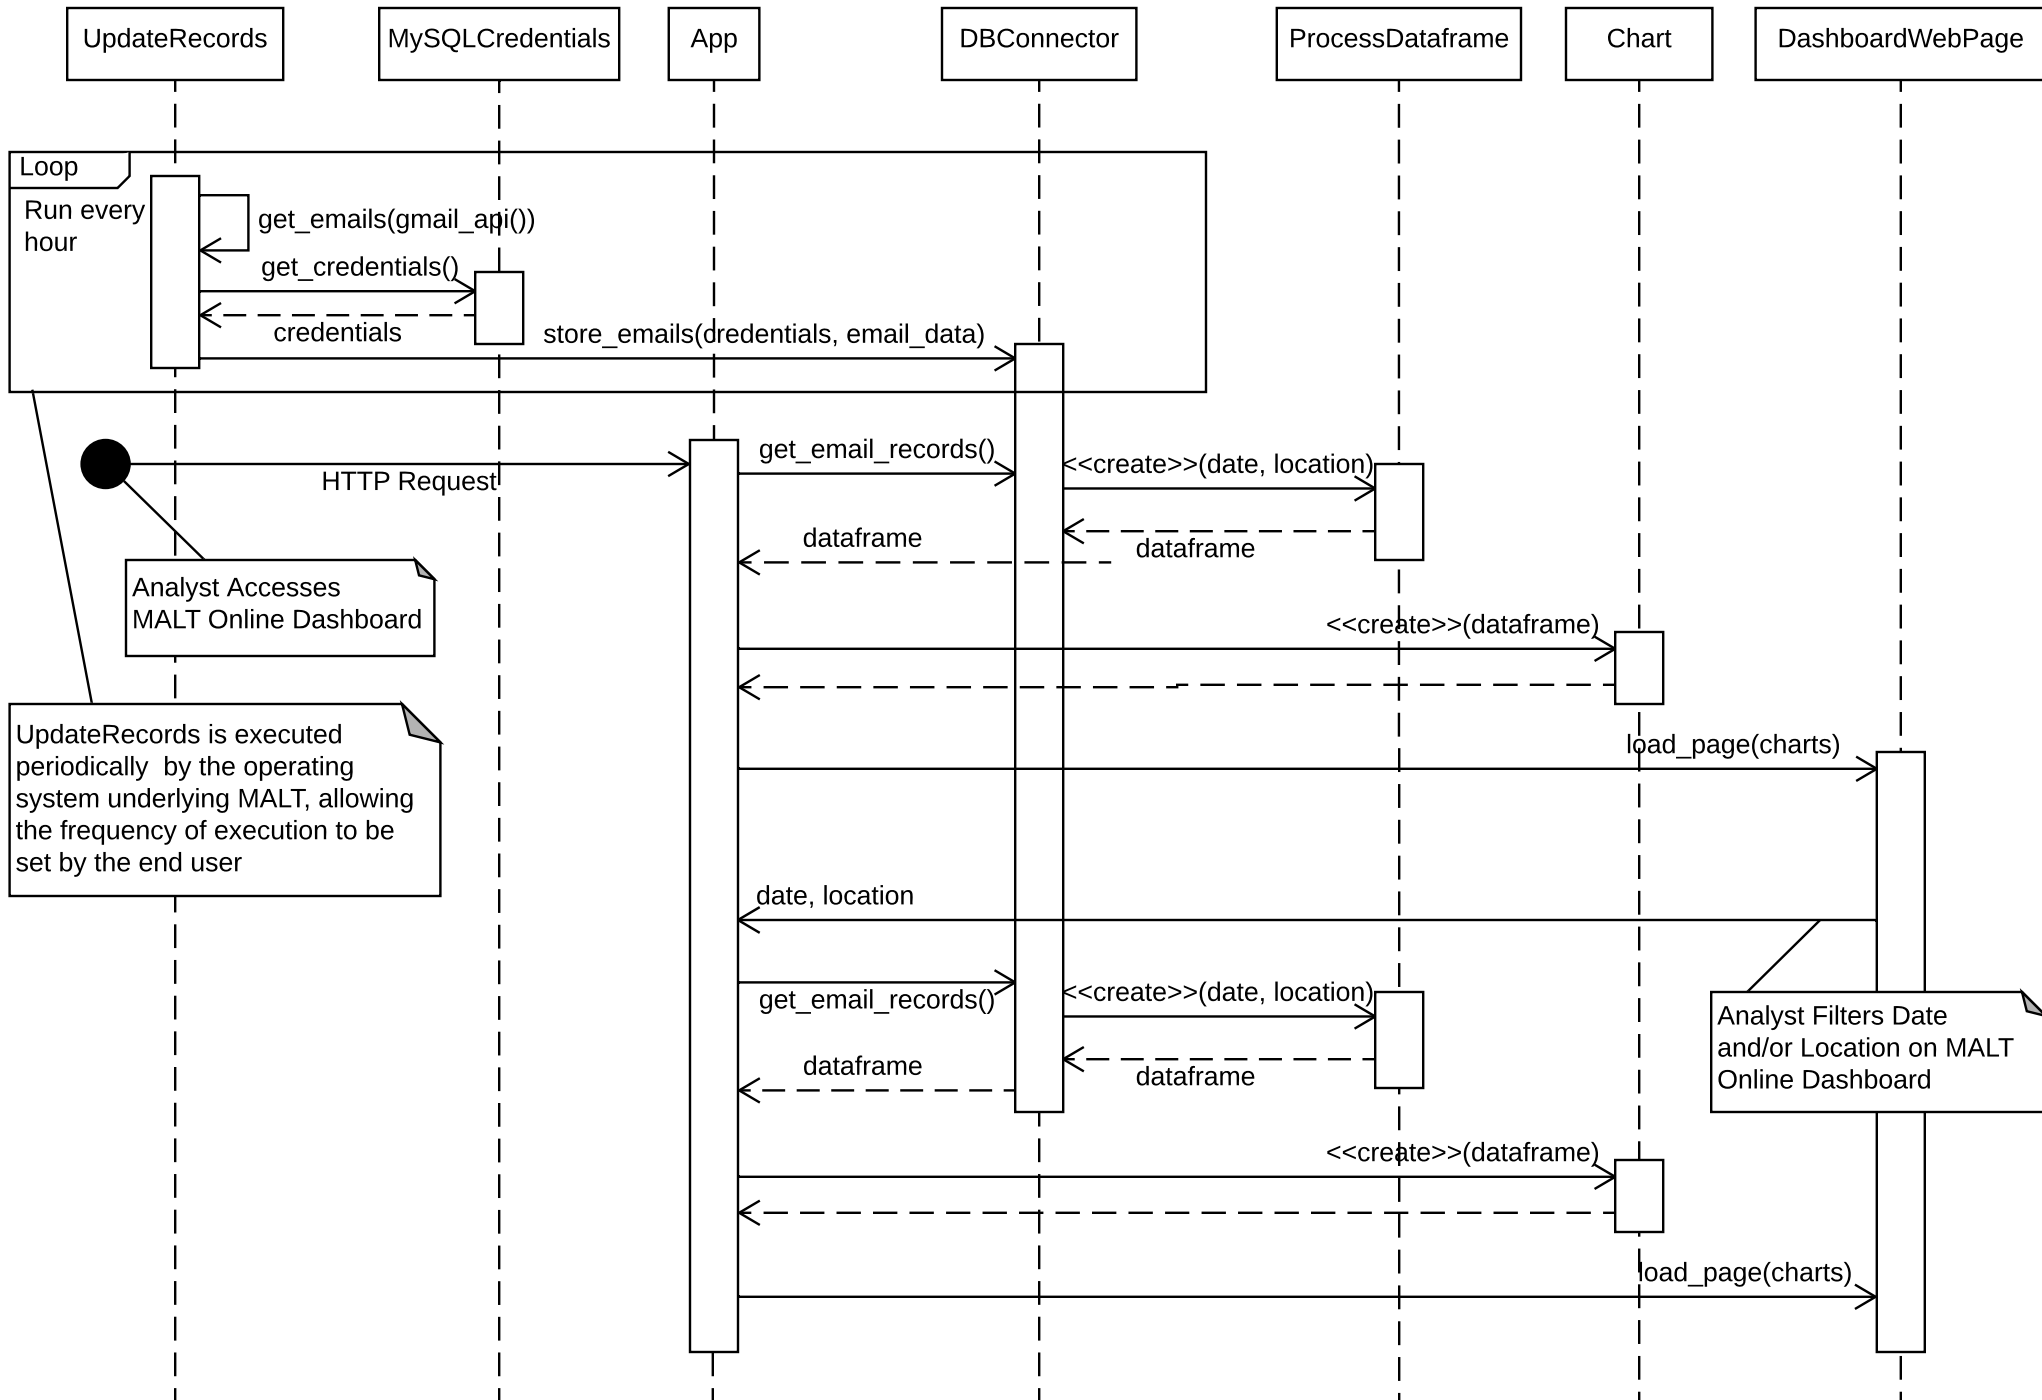 UpdateRecords
MySQLCredentials
App
DBConnector
ProcessDataframe
Chart
DashboardWebPage
Loop
Run every
hour
get_emails(gmail_api())
get_credentials()
credentials
store_emails(credentials, email_data)
HTTP Request
get_email_records()
<<create>>(date, location)
dataframe
dataframe
Analyst Accesses
MALT Online Dashboard
<<create>>(dataframe)
UpdateRecords is executed
periodically  by the operating
system underlying MALT, allowing
the frequency of execution to be
set by the end user
load_page(charts)
date, location
get_email_records()
<<create>>(date, location)
Analyst Filters Date
and/or Location on MALT
Online Dashboard
dataframe
dataframe
<<create>>(dataframe)
load_page(charts)